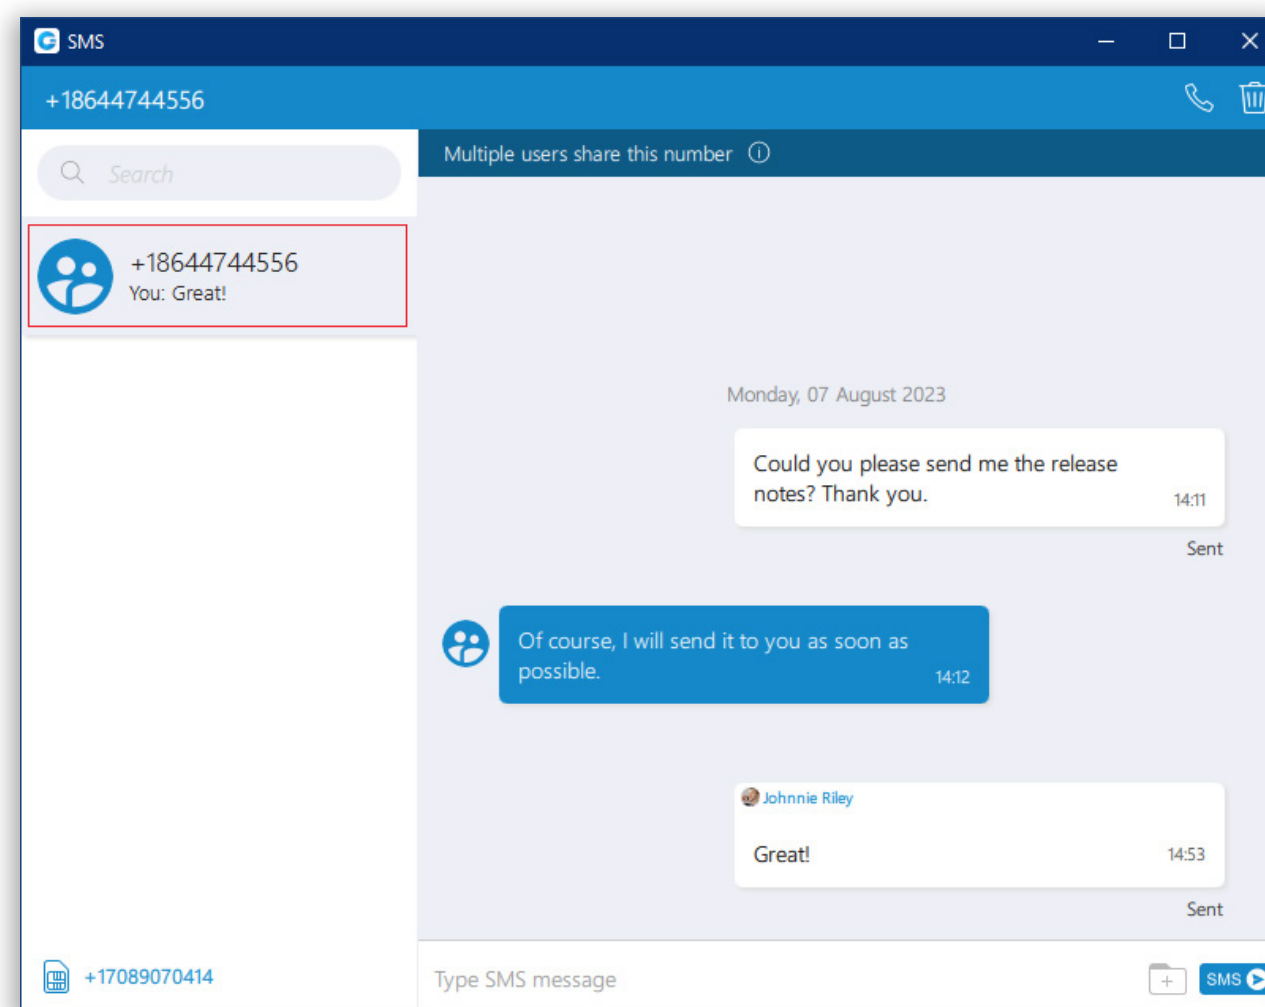 SMS
+18644744556
Search
Multiple users share this number
+18644744556
You: Great!
Monday, 07 August 2023
Could you please send me the release
notes? Thank you.
14:11
Sent
Of course, I will send it to you as soon as
possible.
14:12
Johnnie Riley
Great!
14:53
Sent
+17089070414
Type SMS message
SMS